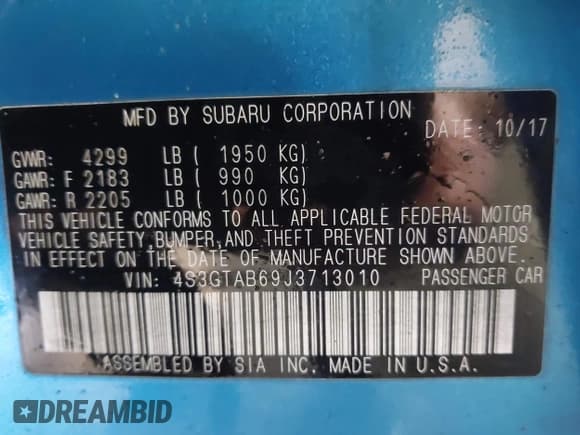 MFD BY SUBARU CORPORATION
DATE: 10/17
GVWR: 4299 LB ( 1950 KG)
GAWR: F 2183 LB ( 990 KG)
GAWR: R 2205 LB ( 1000 KG)
THIS VEHICLE CONFORMS TO ALL APPLICABLE FEDERAL MOTOR
VEHICLE SAFETY, BUMPER, AND THEFT PREVENTION STANDARDS
IN EFFECT ON THE DATE OF MANUFACTURE SHOWN ABOVE.
VIN: 4S3GTAB69J3713010 PASSENGER CAR
ASSEMBLED BY SIA INC. MADE IN U.S.A.
DREAMBID